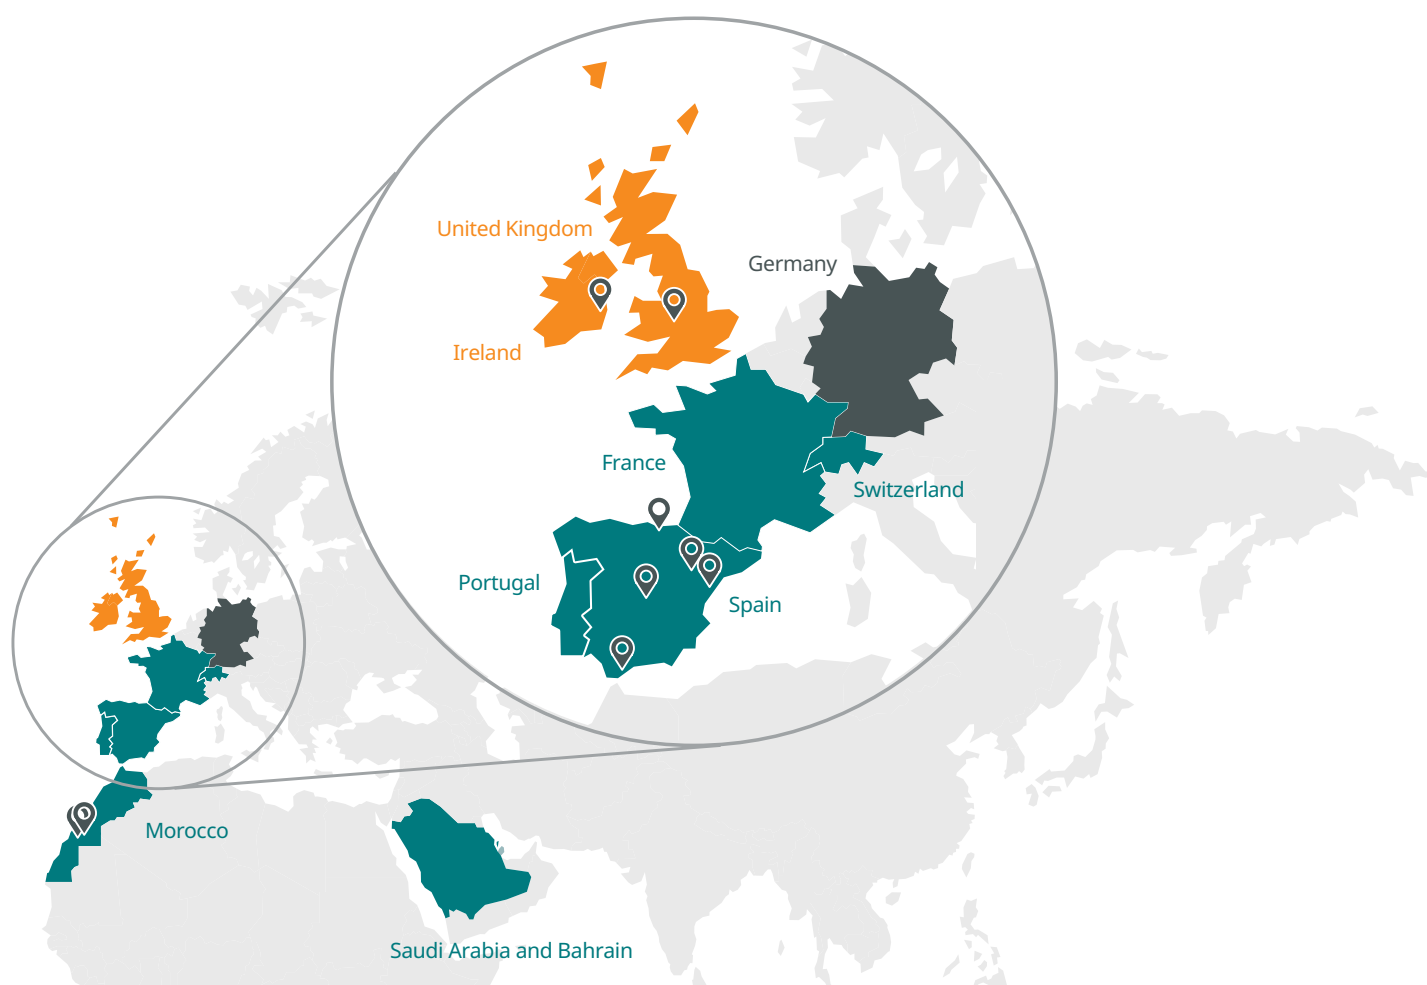 United Kingdom
Germany
Ireland
France
Switzerland
Portugal
Spain
Morocco
Saudi Arabia and Bahrain